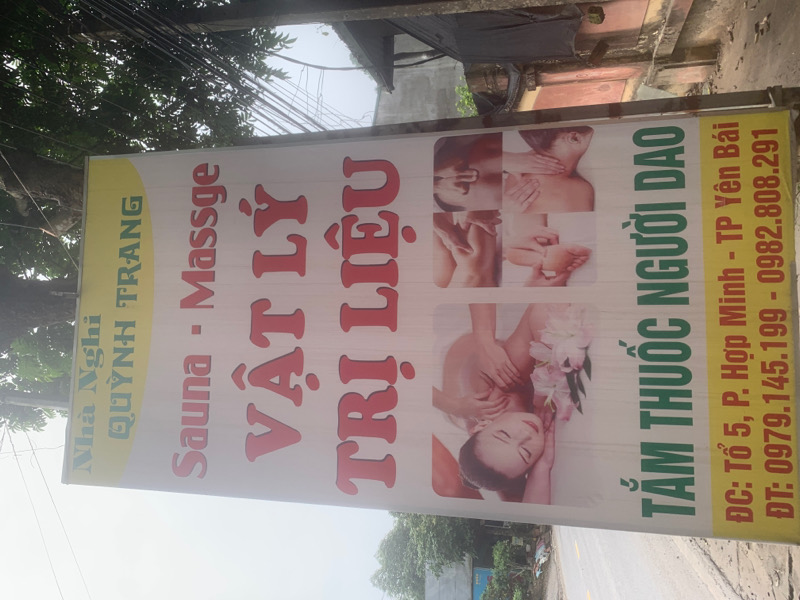 Nhà Nghỉ
QUỲNH TRANG
Sauna - Massge
VẬT LÝ
TRỊ LIỆU
TẮM THUỐC NGƯỜI DAO
ĐC: Tổ 5, P. Hợp Minh - TP Yên Bái
ĐT: 0979.145.199 - 0982.808.291